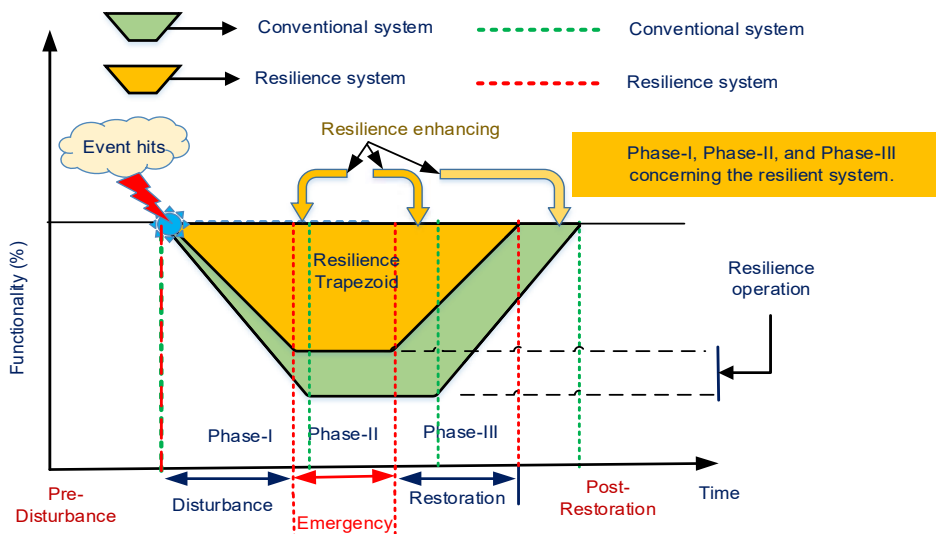 Conventional system
Conventional system
Resilience system
Resilience system
Event hits
Resilience enhancing
Phase-I, Phase-II, and Phase-III
concerning the resilient system.
Functionality (%)
Resilience
Trapezoid
Resilience
operation
Phase-I
Phase-II
Phase-III
Pre-
Disturbance
Disturbance
Emergency
Restoration
Post-
Restoration
Time